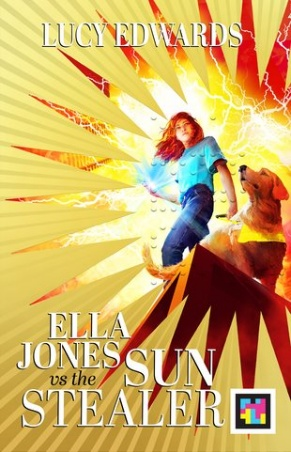 LUCY EDWARDS
ELLA
JONES
vs the SUN
STEALER